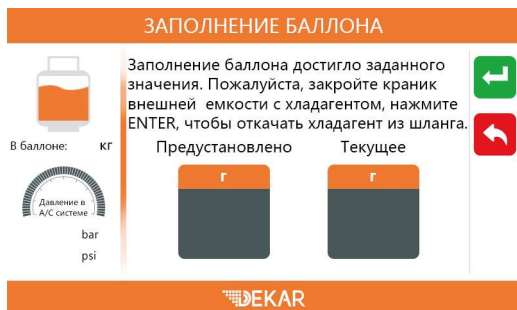 ЗАПОЛНЕНИЕ БАЛЛОНА
Заполнение баллона достигло заданного
значения. Пожалуйста, закройте краник
внешней емкости с хладагентом, нажмите
ENTER, чтобы откачать хладагент из шланга.
В баллоне: кг
Предустановлено Текущее
г г
Давление в
A/C системе
bar
psi
DEKAR